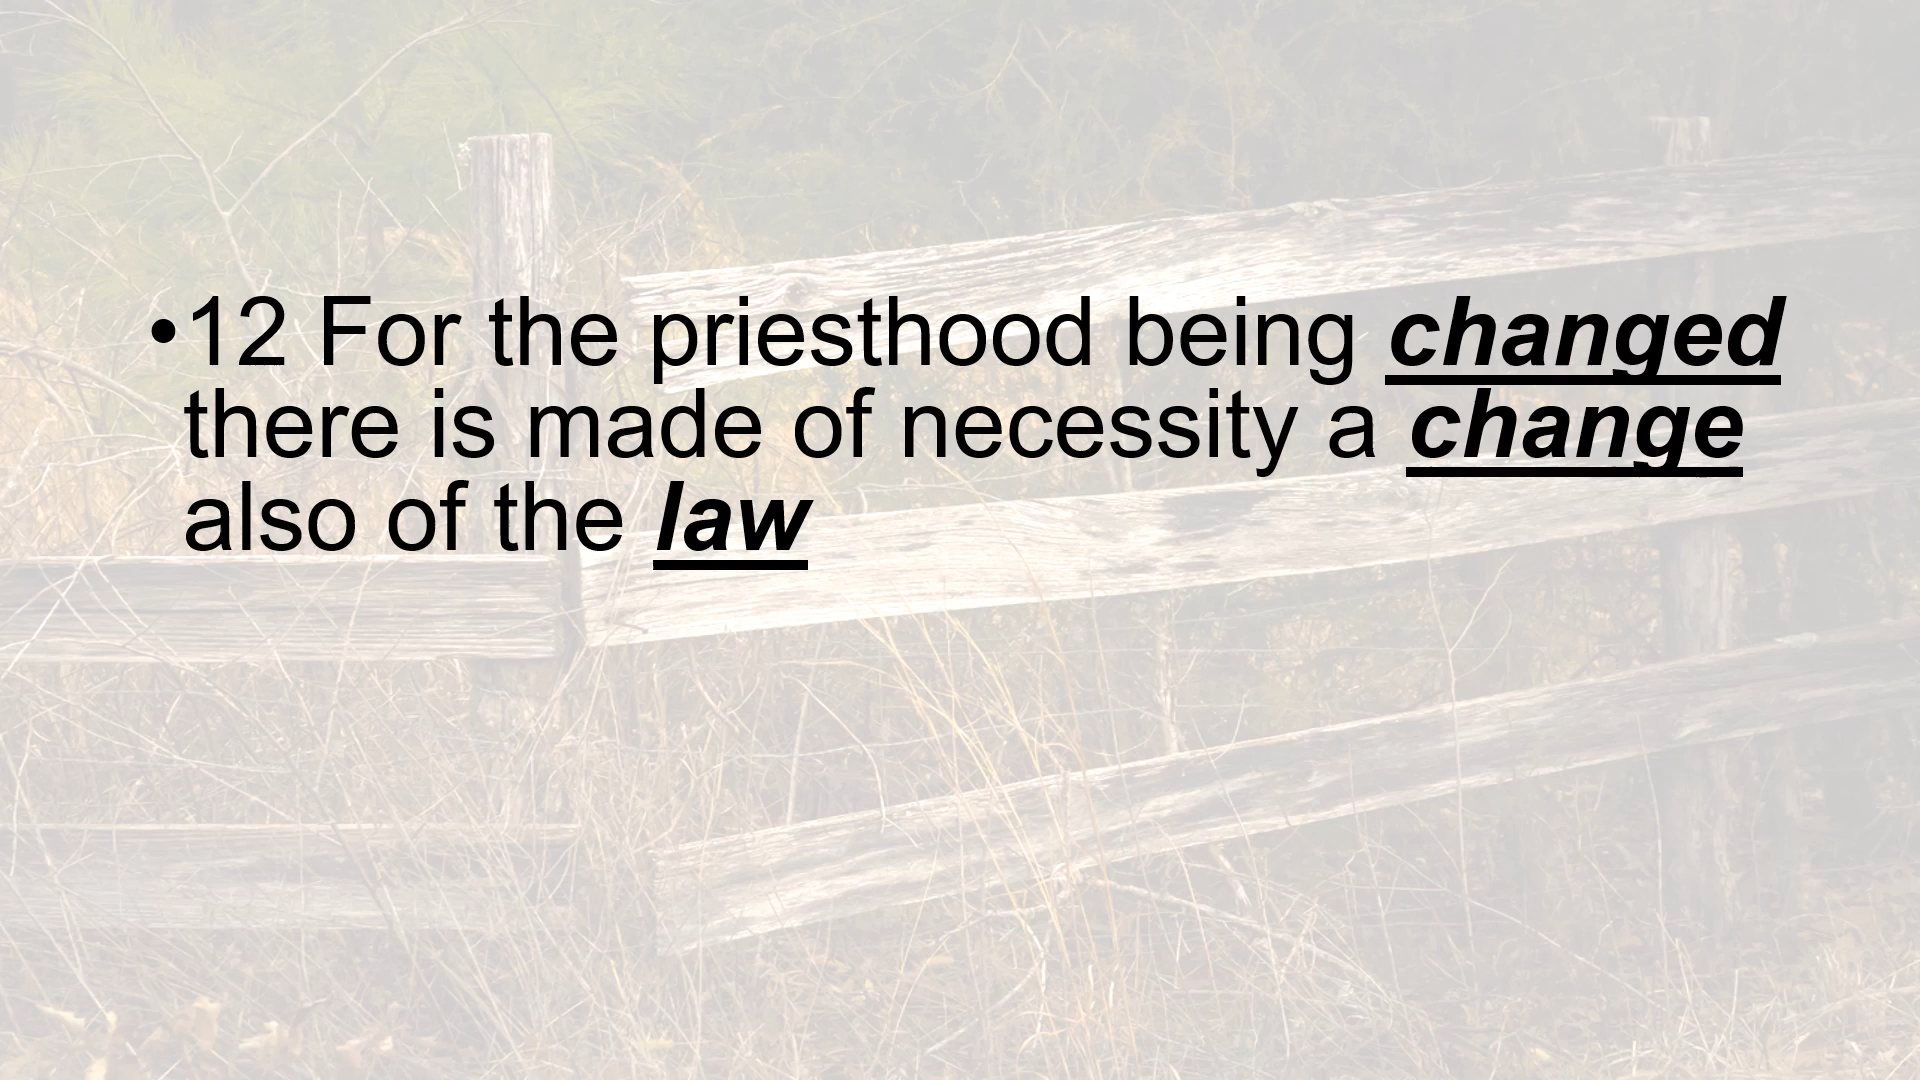 •12 For the priesthood being changed
there is made of necessity a change
also of the law